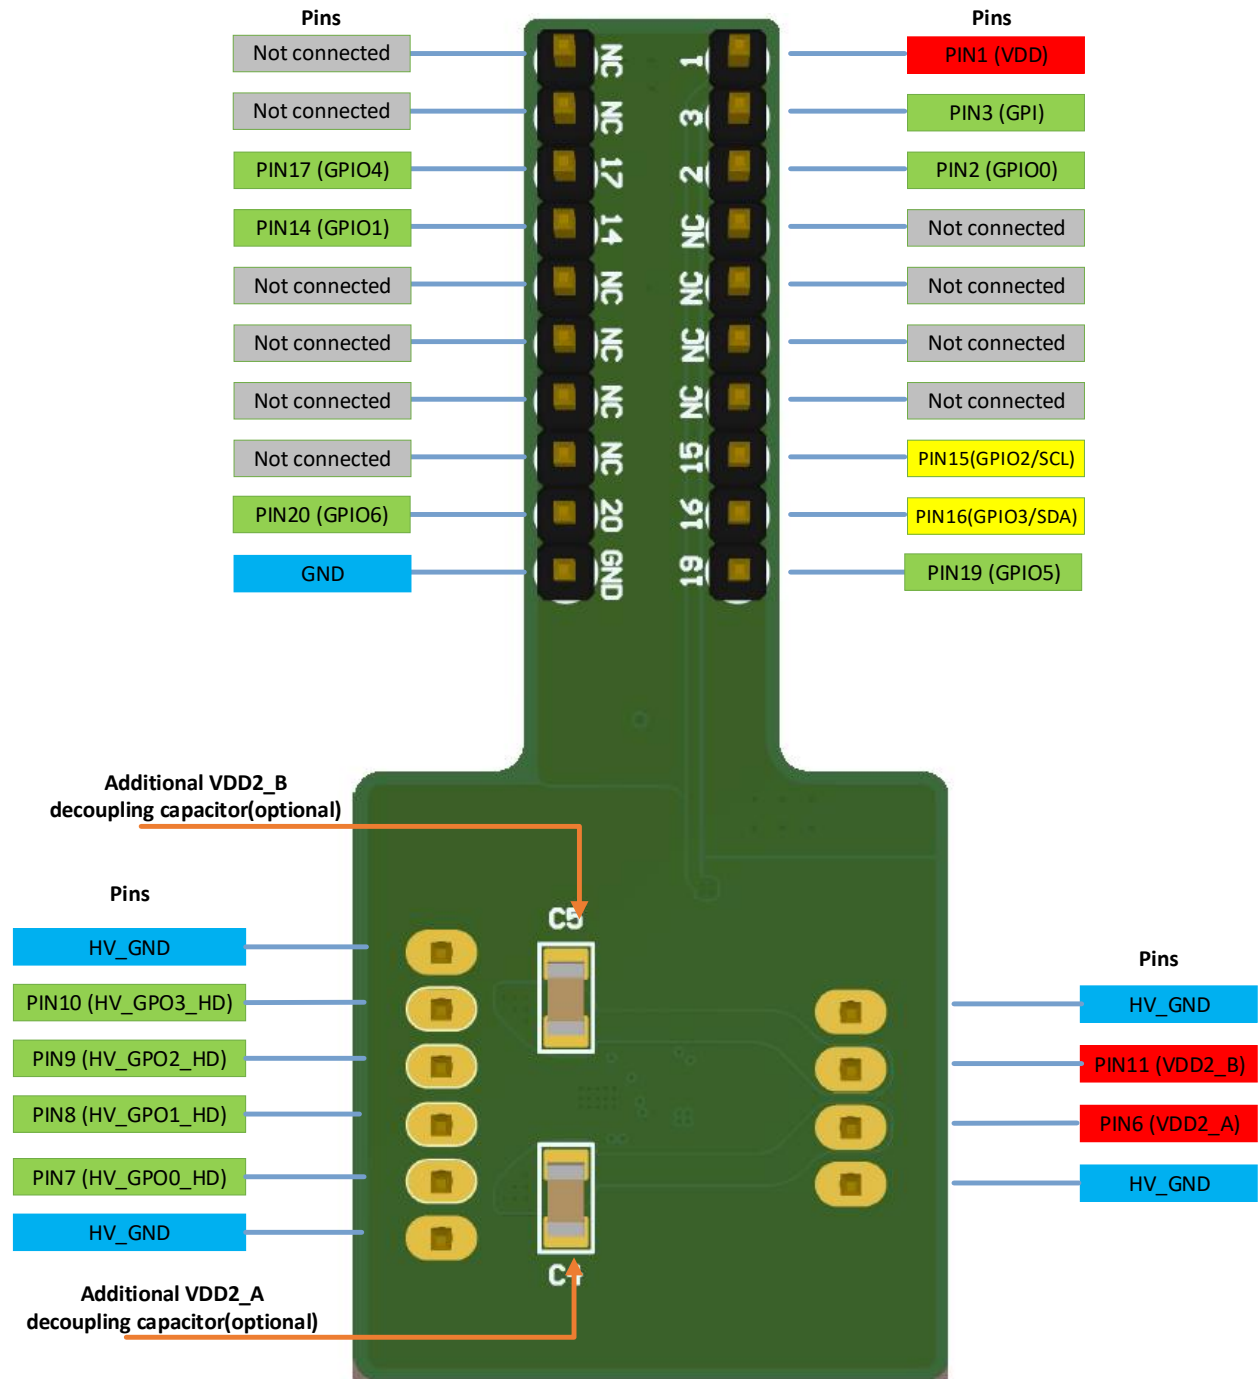 Pins
Pins
Not connected
NC
1
PIN1 (VDD)
Not connected
NC
3
PIN3 (GPI)
PIN17 (GPIO4)
17
2
PIN2 (GPIO0)
PIN14 (GPIO1)
14
NC
Not connected
Not connected
NC
NC
Not connected
Not connected
NC
NC
Not connected
Not connected
NC
NC
Not connected
Not connected
NC
15
PIN15(GPIO2/SCL)
PIN20 (GPIO6)
20
16
PIN16(GPIO3/SDA)
GND
GND
19
PIN19 (GPIO5)
Additional VDD2_B
decoupling capacitor(optional)
Pins
C5
HV_GND
PIN10 (HV_GPO3_HD)
PIN9 (HV_GPO2_HD)
PIN8 (HV_GPO1_HD)
PIN7 (HV_GPO0_HD)
HV_GND
Pins
HV_GND
PIN11 (VDD2_B)
PIN6 (VDD2_A)
HV_GND
C4
Additional VDD2_A
decoupling capacitor(optional)